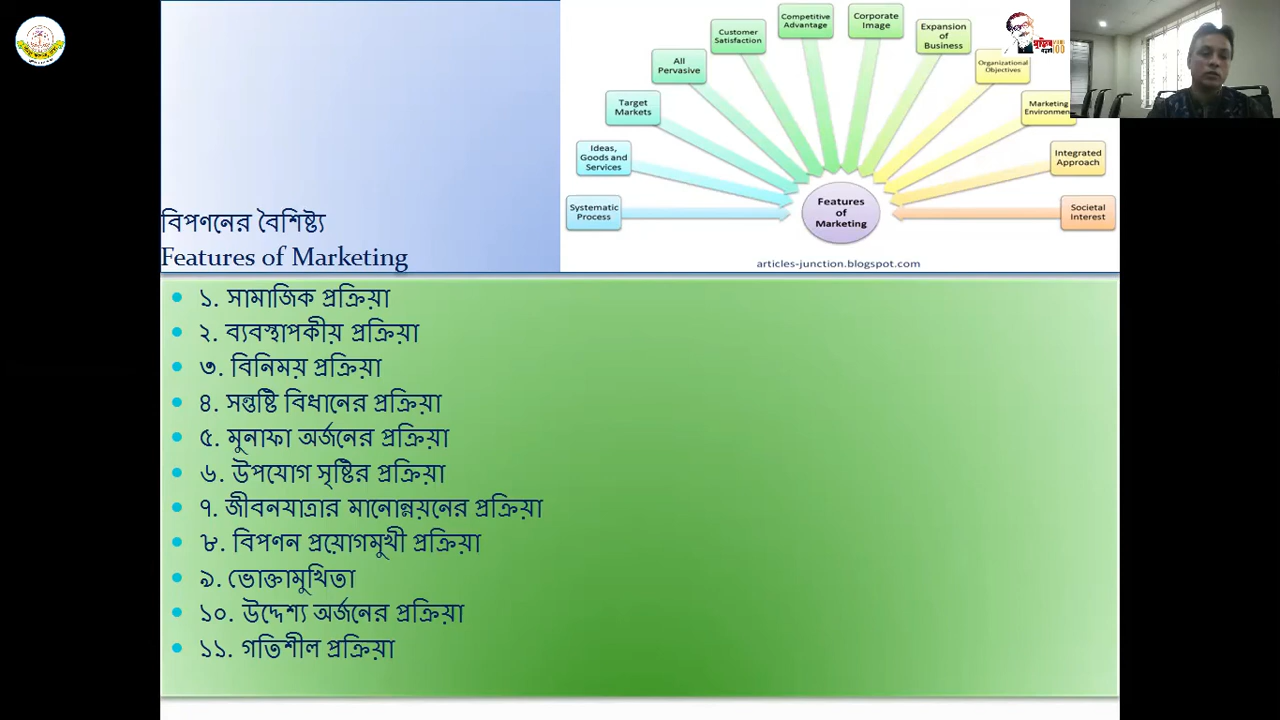 Competitive
Advantage
Corporate
Image
Customer
Satisfaction
Expansion
of
Business
All
Pervasive
Organizational
Objectives
Target
Markets
Marketing
Ideas,
Goods and
Services
Integrated
Approach
Systematic
Process
Features
of
Marketing
Societal
Interest
articles-junction.blogspot.com
বিপণনের বৈশিষ্ট্য
Features of Marketing
১. সামাজিক প্রক্রিয়া
২. ব্যবস্থাপকীয় প্রক্রিয়া
৩. বিনিময় প্রক্রিয়া
৪. সন্তুষ্টি বিধানের প্রক্রিয়া
৫. মুনাফা অর্জনের প্রক্রিয়া
৬. উপযোগ সৃষ্টির প্রক্রিয়া
৭. জীবনযাত্রার মানোন্নয়নের প্রক্রিয়া
৮. বিপণন প্রয়োগমুখী প্রক্রিয়া
৯. ভোক্তামুখিতা
১০. উদ্দেশ্য অর্জনের প্রক্রিয়া
১১. গতিশীল প্রক্রিয়া